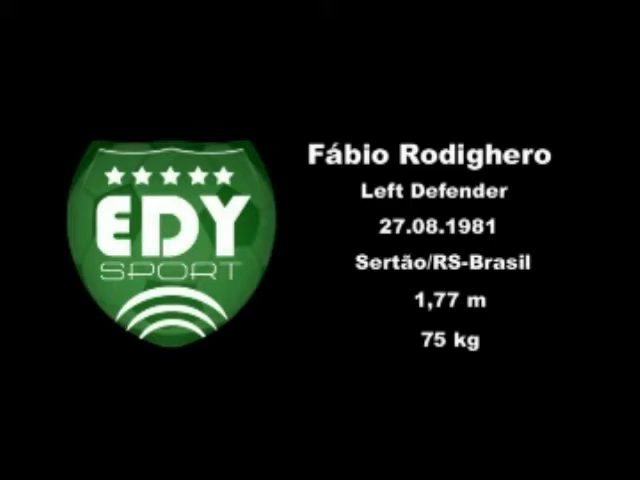 EDY
SPORT
Fábio Rodighero
Left Defender
27.08.1981
Sertão/RS-Brasil
1,77 m
75 kg